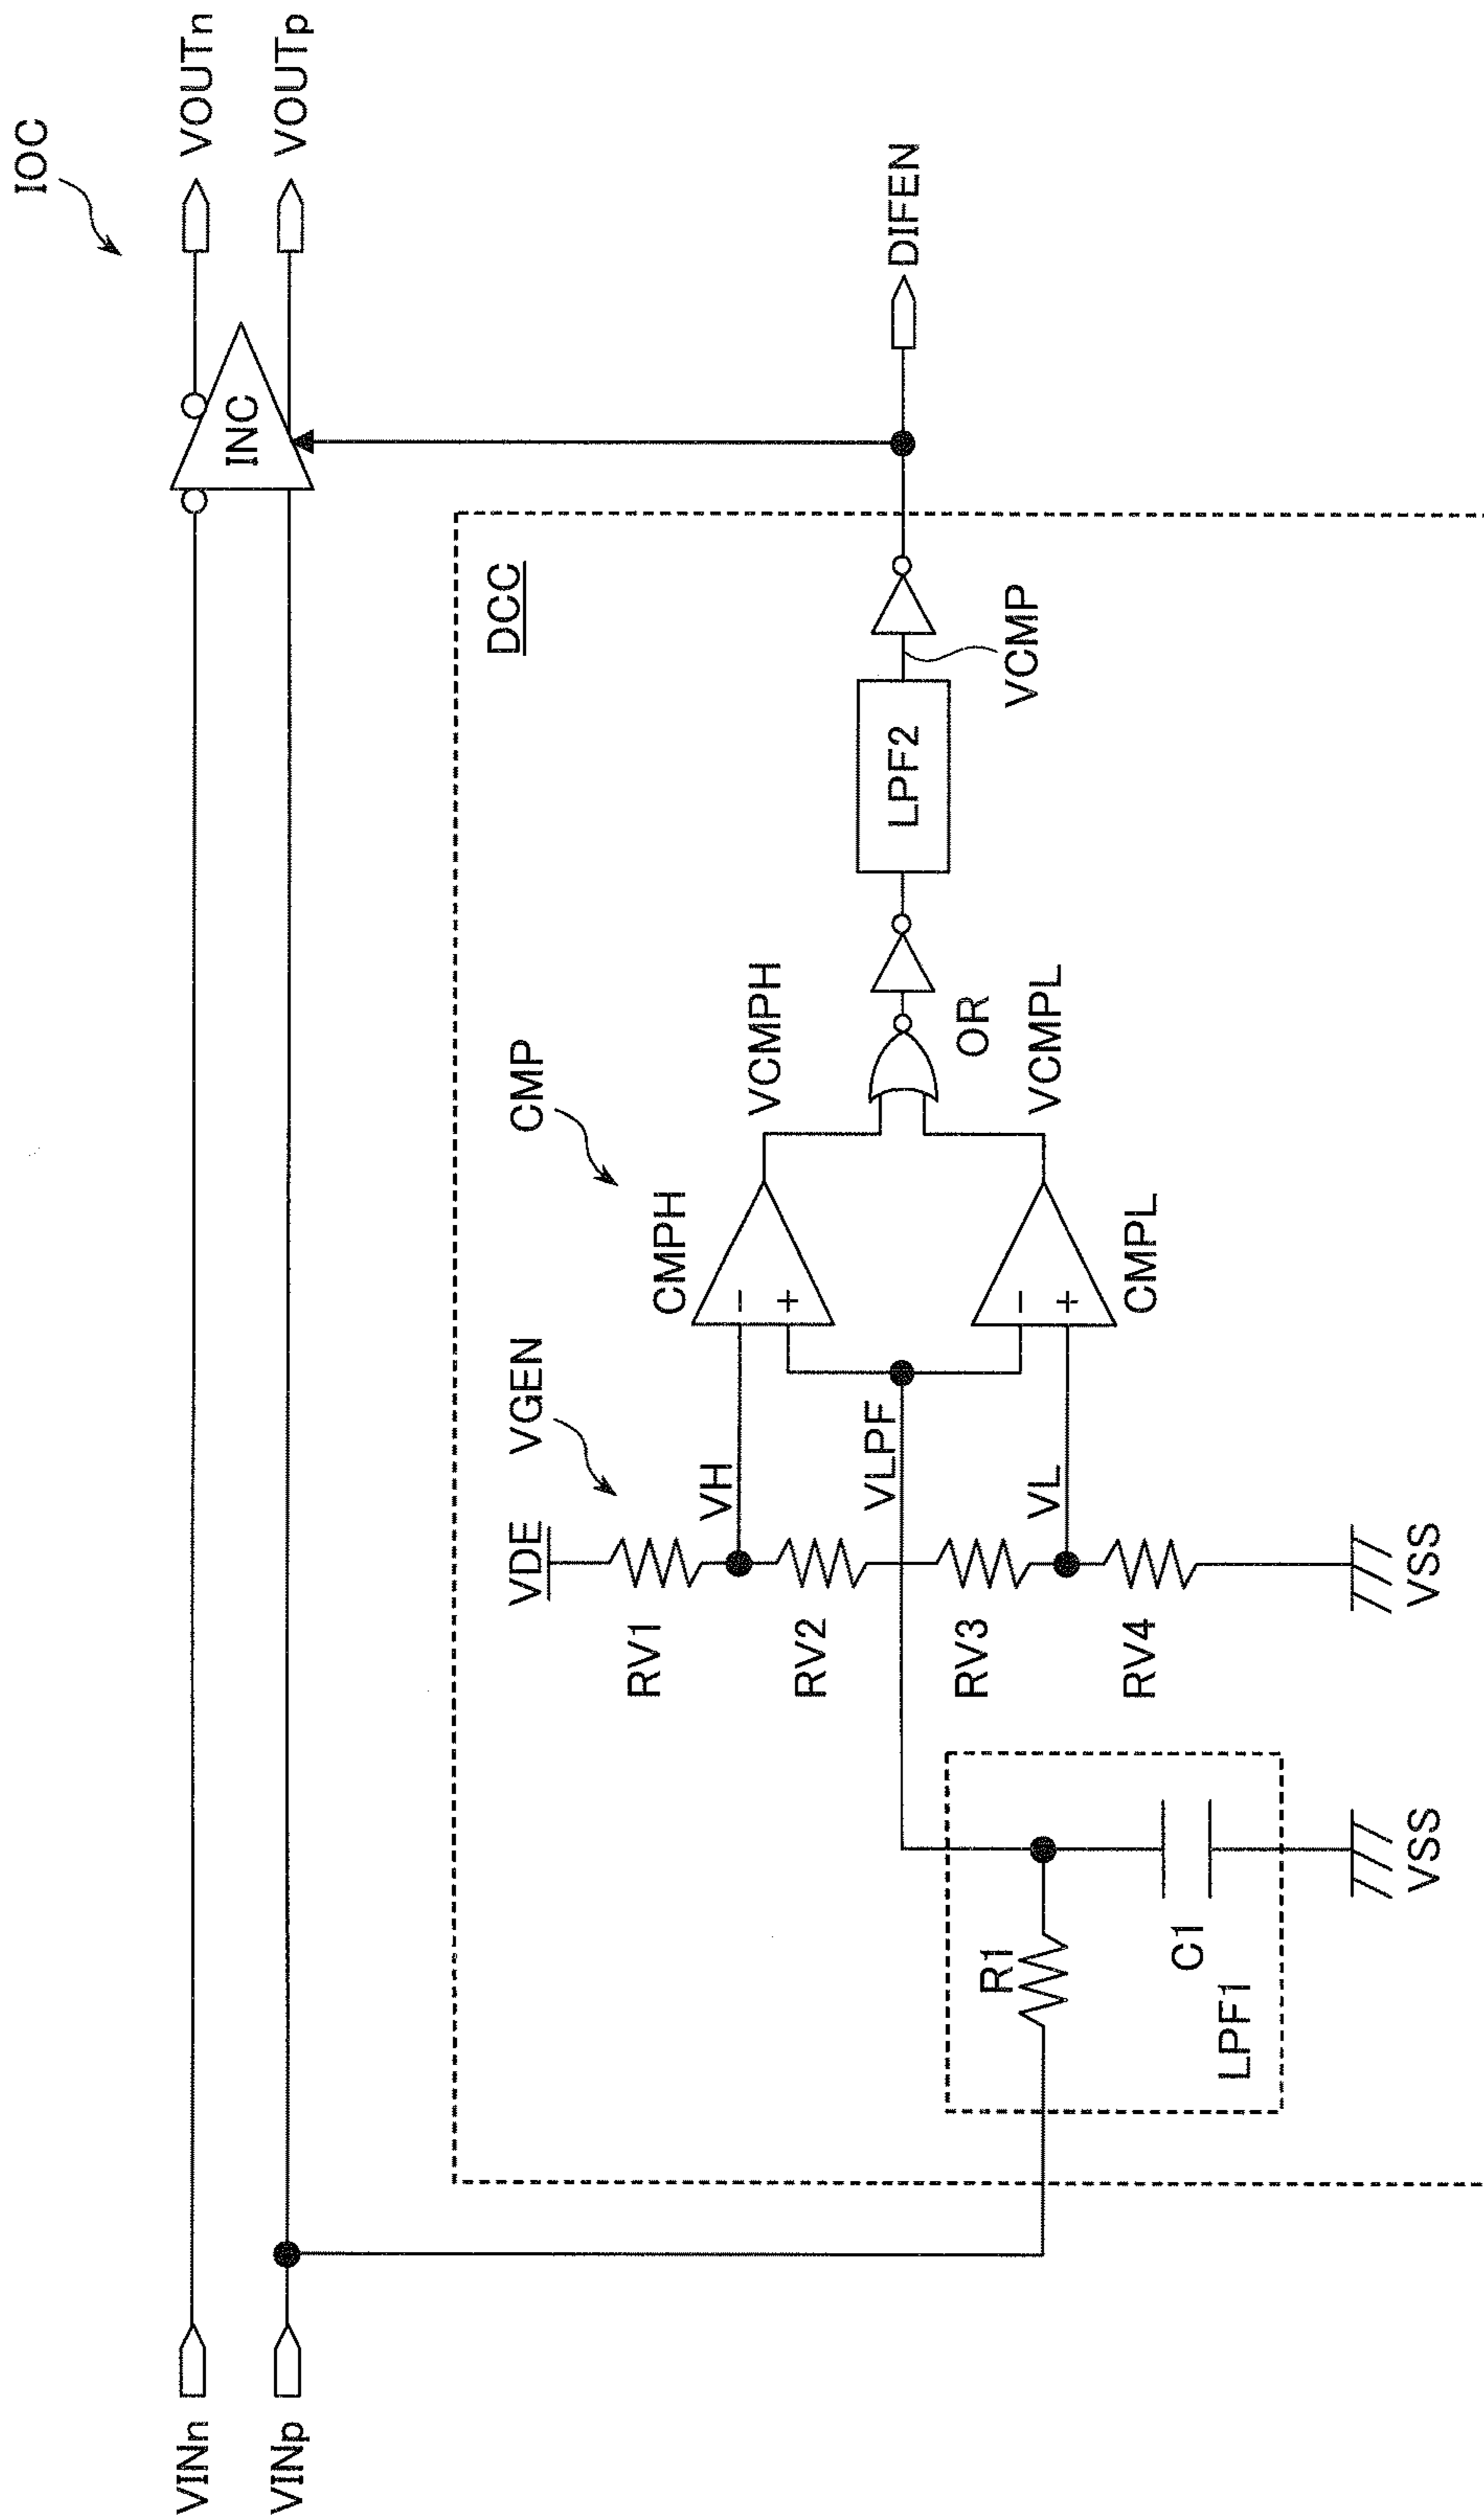 IOC
VINn
VOUTn
VINp
VOUTp
INC
DCC
VGEN
CMP
VDE
RV1
VH
CMPH
VCMPH
RV2
VLPF
OR
LPF2
DIFEN
VCMP
R1
RV3
VL
VCMPL
RV4
CMPL
C1
LPF1
VSS
VSS